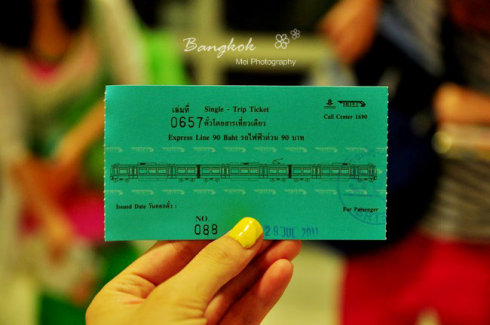 Bangkok
Mei Photography
เล่มที่ Single - Trip Ticket
0657 ตั๋วโดยสารเที่ยวเดียว
Call Center 1690
Express Line 90 Baht รถไฟฟ้าด่วน 90 บาท
Issued Date วันออกตั๋ว :
For Passenger
NO.
088
28 JUL 2011